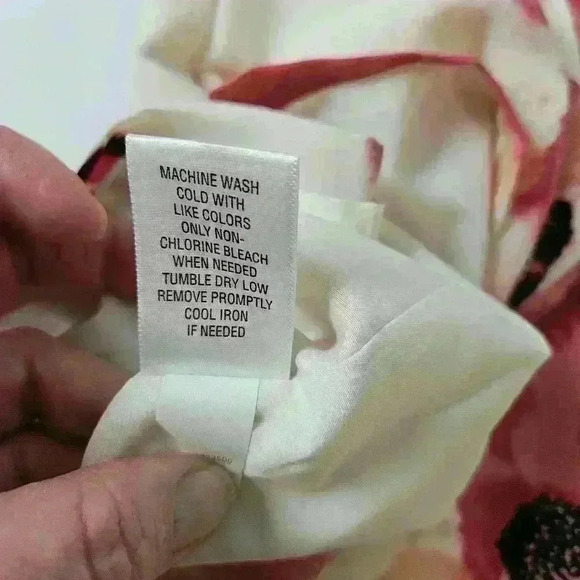 MACHINE WASH
COLD WITH
LIKE COLORS
ONLY NON-
CHLORINE BLEACH
WHEN NEEDED
TUMBLE DRY LOW
REMOVE PROMPTLY
COOL IRON
IF NEEDED